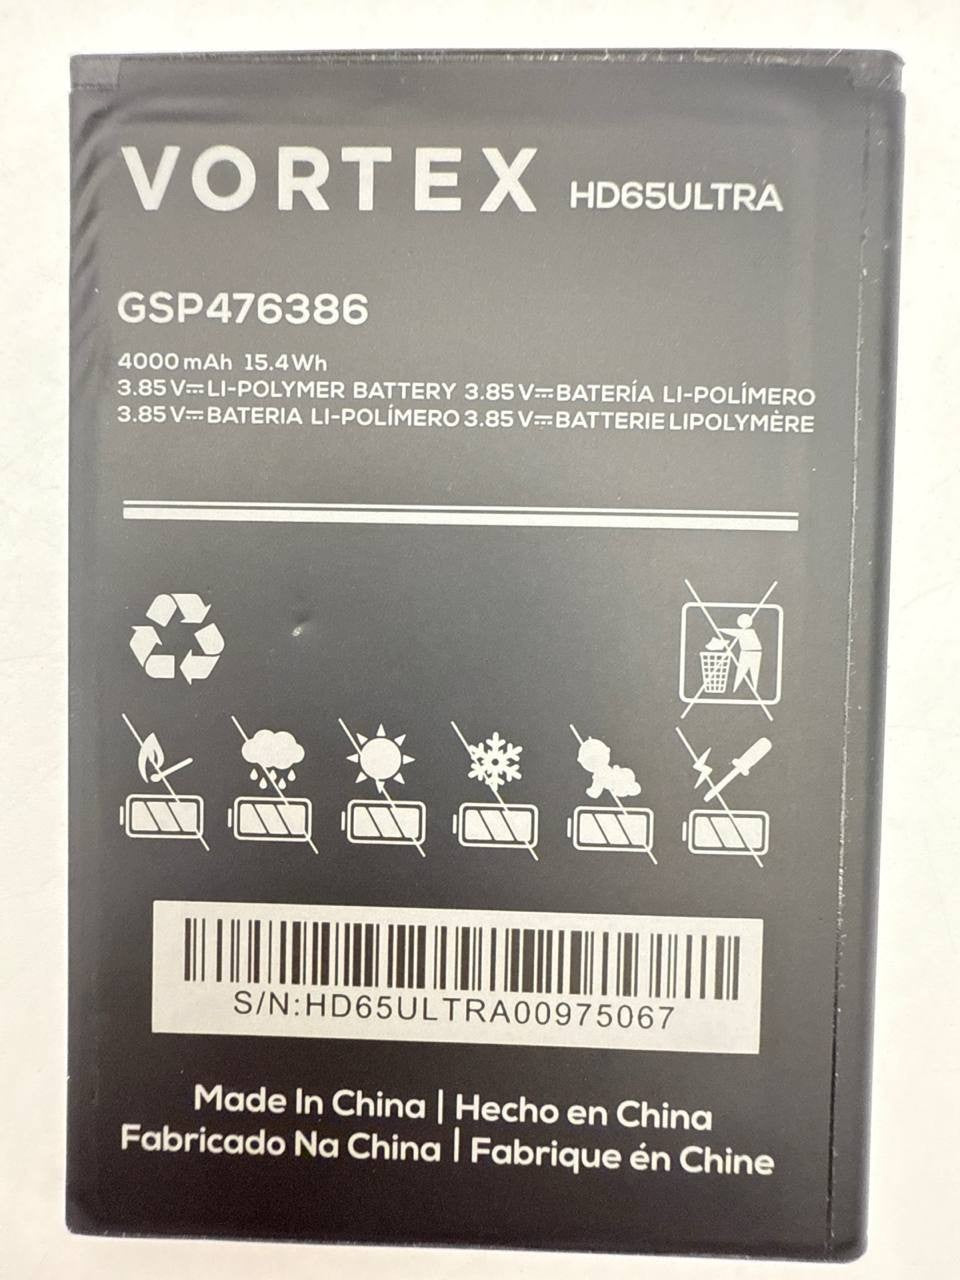 VORTEX HD65ULTRA
GSP476386
4000 mAh 15.4Wh
3.85 V⎓LI-POLYMER BATTERY 3.85 V⎓BATERÍA LI-POLÍMERO
3.85 V⎓BATERIA LI-POLÍMERO 3.85 V⎓BATTERIE LIPOLYMÈRE
S/N:HD65ULTRA00975067
Made In China | Hecho en China
Fabricado Na China | Fabrique én Chine